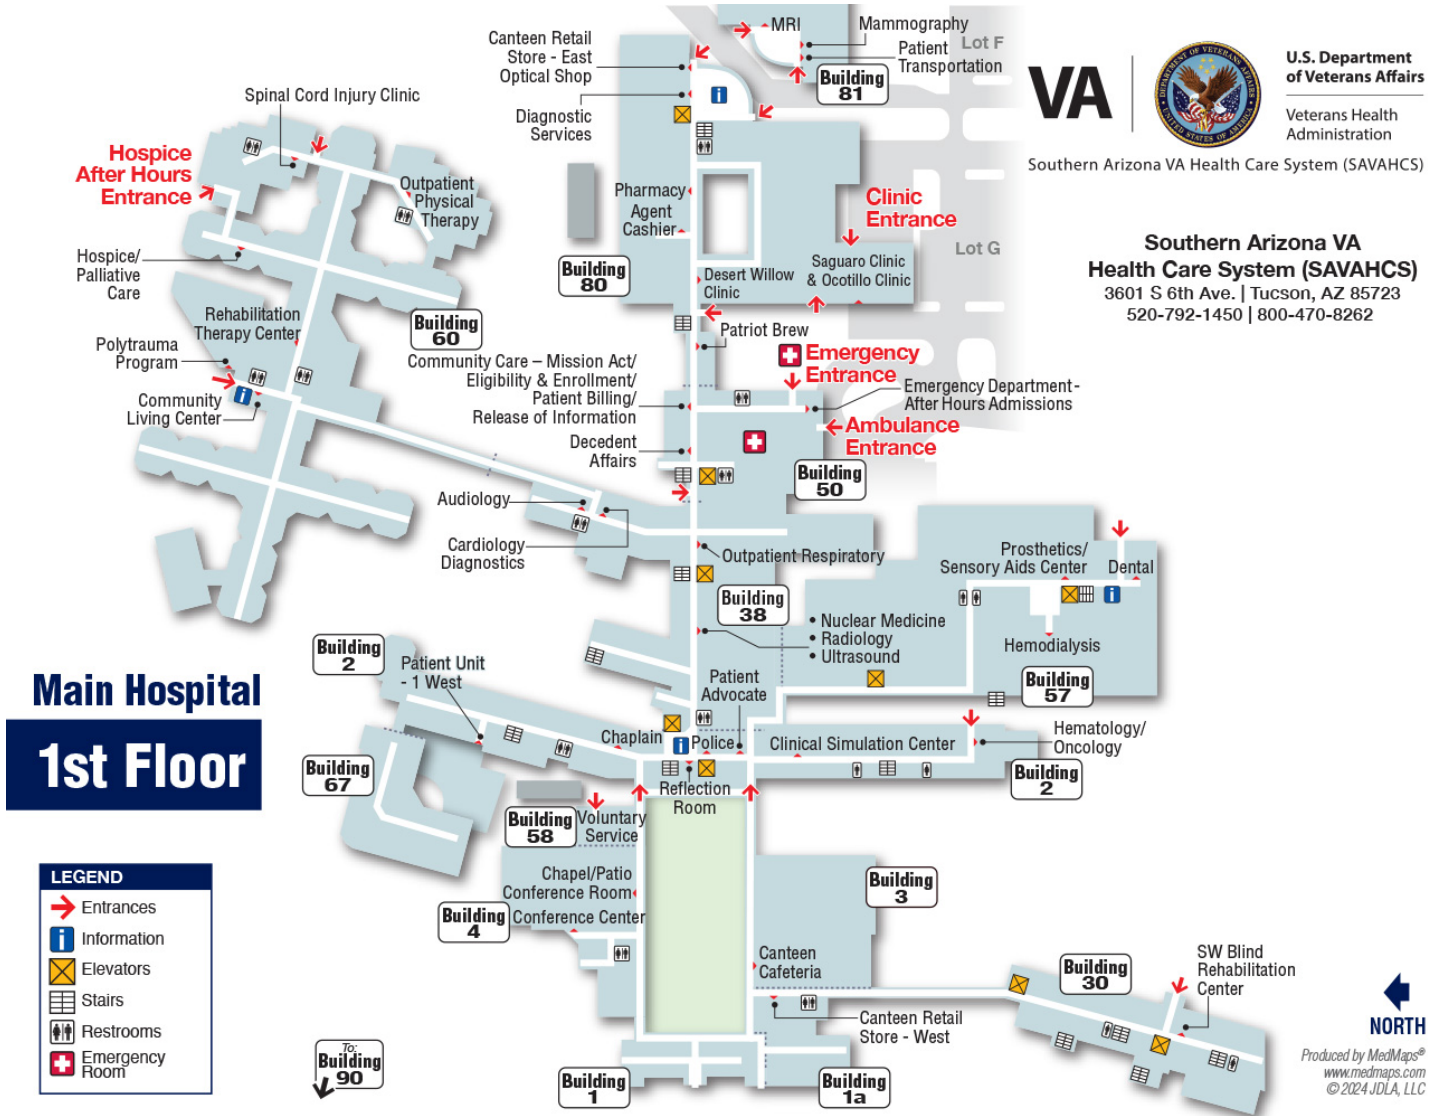 MRI
Mammography
Patient
Transportation
Lot F
Building
81
Canteen Retail
Store - East
Optical Shop
Diagnostic
Services
VA
DEPARTMENT OF VETERANS AFFAIRS
UNITED STATES OF AMERICA
U.S. Department
of Veterans Affairs
Veterans Health
Administration
Southern Arizona VA Health Care System (SAVAHCS)
Southern Arizona VA
Health Care System (SAVAHCS)
3601 S 6th Ave. | Tucson, AZ 85723
520-792-1450 | 800-470-8262
Spinal Cord Injury Clinic
Hospice
After Hours
Entrance
Outpatient
Physical
Therapy
Pharmacy
Agent
Cashier
Clinic
Entrance
Lot G
Hospice/
Palliative
Care
Building
80
Desert Willow
Clinic
Saguaro Clinic
& Ocotillo Clinic
Rehabilitation
Therapy Center
Building
60
Polytrauma
Program
Community
Living Center
Patriot Brew
Community Care – Mission Act/
Eligibility & Enrollment/
Patient Billing/
Release of Information
Emergency
Entrance
Emergency Department-
After Hours Admissions
Ambulance
Entrance
Decedent
Affairs
Building
50
Audiology
Cardiology
Diagnostics
Outpatient Respiratory
Prosthetics/
Sensory Aids Center
Dental
Building
38
• Nuclear Medicine
• Radiology
• Ultrasound
Hemodialysis
Building
57
Building
2
Patient Unit
- 1 West
Patient
Advocate
Main Hospital
1st Floor
Chaplain
Police
Clinical Simulation Center
Hematology/
Oncology
Building
67
Building
2
Reflection
Room
Building
58
Voluntary
Service
Chapel/Patio
Conference Room
Building
4
Conference Center
Building
3
Canteen
Cafeteria
Building
30
SW Blind
Rehabilitation
Center
Canteen Retail
Store - West
LEGEND
Entrances
Information
Elevators
Stairs
Restrooms
Emergency
Room
To:
Building
90
Building
1
Building
1a
NORTH
Produced by MedMaps®
www.medmaps.com
© 2024 JDLA, LLC